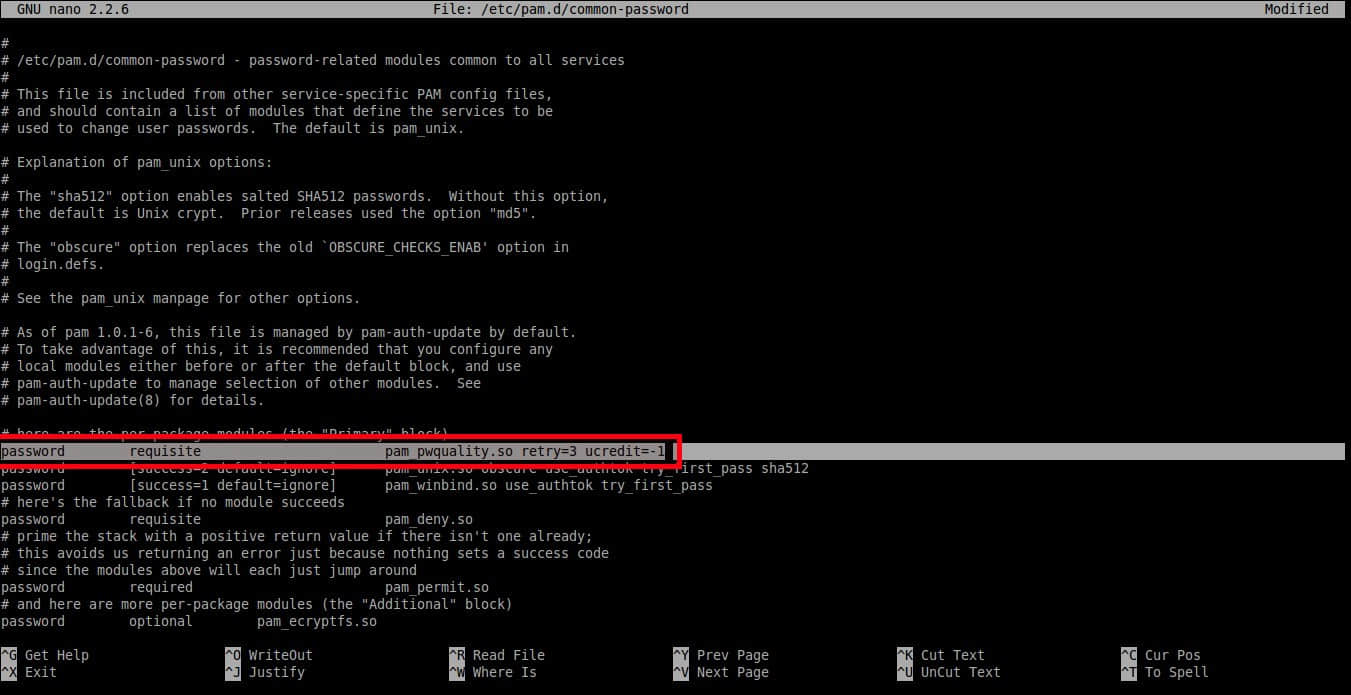 GNU nano 2.2.6 File: /etc/pam.d/common-password Modified
#
# /etc/pam.d/common-password - password-related modules common to all services
#
# This file is included from other service-specific PAM config files,
# and should contain a list of modules that define the services to be
# used to change user passwords.  The default is pam_unix.
# Explanation of pam_unix options:
#
# The "sha512" option enables salted SHA512 passwords.  Without this option,
# the default is Unix crypt.  Prior releases used the option "md5".
#
# The "obscure" option replaces the old `OBSCURE_CHECKS_ENAB' option in
# login.defs.
#
# See the pam_unix manpage for other options.
# As of pam 1.0.1-6, this file is managed by pam-auth-update by default.
# To take advantage of this, it is recommended that you configure any
# local modules either before or after the default block, and use
# pam-auth-update to manage selection of other modules.  See
# pam-auth-update(8) for details.
# here are the per-package modules (the "Primary" block)
password requisite pam_pwquality.so retry=3 ucredit=-1
password [success=2 default=ignore] pam_unix.so obscure use_authtok try_first_pass sha512
password [success=1 default=ignore] pam_winbind.so use_authtok try_first_pass
# here's the fallback if no module succeeds
password requisite pam_deny.so
# prime the stack with a positive return value if there isn't one already;
# this avoids us returning an error just because nothing sets a success code
# since the modules above will each just jump around
password required pam_permit.so
# and here are more per-package modules (the "Additional" block)
password optional pam_ecryptfs.so
^G Get Help ^O WriteOut ^R Read File ^Y Prev Page ^K Cut Text ^C Cur Pos
^X Exit ^J Justify ^W Where Is ^V Next Page ^U UnCut Text ^T To Spell